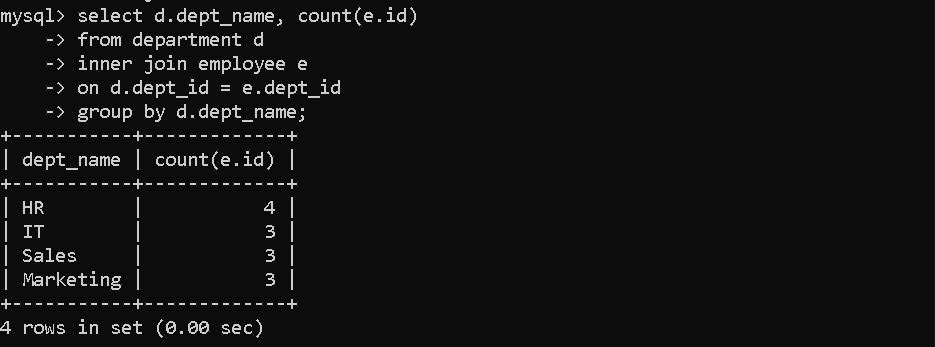 mysql> select d.dept_name, count(e.id)
    -> from department d
    -> inner join employee e
    -> on d.dept_id = e.dept_id
    -> group by d.dept_name;
+-----------+-------------+
| dept_name | count(e.id) |
+-----------+-------------+
| HR        |           4 |
| IT        |           3 |
| Sales     |           3 |
| Marketing |           3 |
+-----------+-------------+
4 rows in set (0.00 sec)